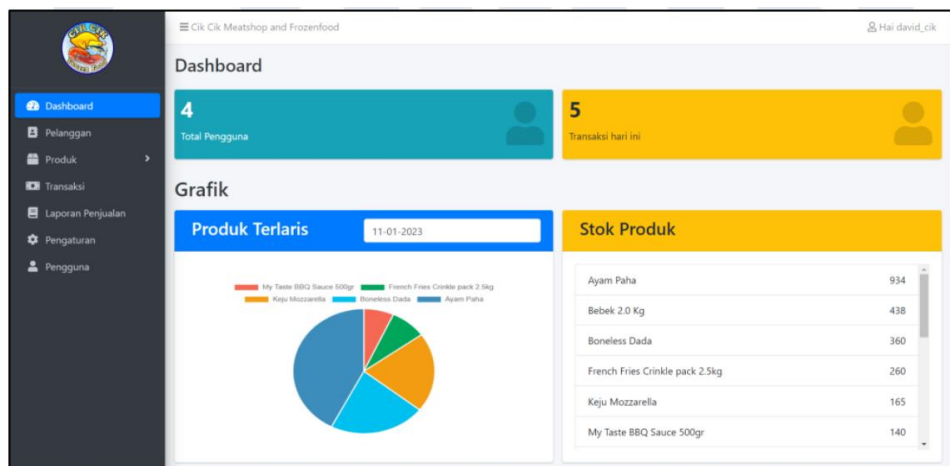 CIK CIK
Cik Cik Meatshop and Frozenfood
Hai david_cik
Dashboard
Pelanggan
Produk
Transaksi
Laporan Penjualan
Pengaturan
Pengguna
Dashboard
4
Total Pengguna
5
Transaksi hari ini
Grafik
Produk Terlaris
11-01-2023
My Taste BBQ Sauce 500gr French Fries Crinkle pack 2.5kg
Keju Mozzarella Boneless Dada Ayam Paha
Stok Produk
Ayam Paha 934
Bebek 2.0 Kg 438
Boneless Dada 360
French Fries Crinkle pack 2.5kg 260
Keju Mozzarella 165
My Taste BBQ Sauce 500gr 140